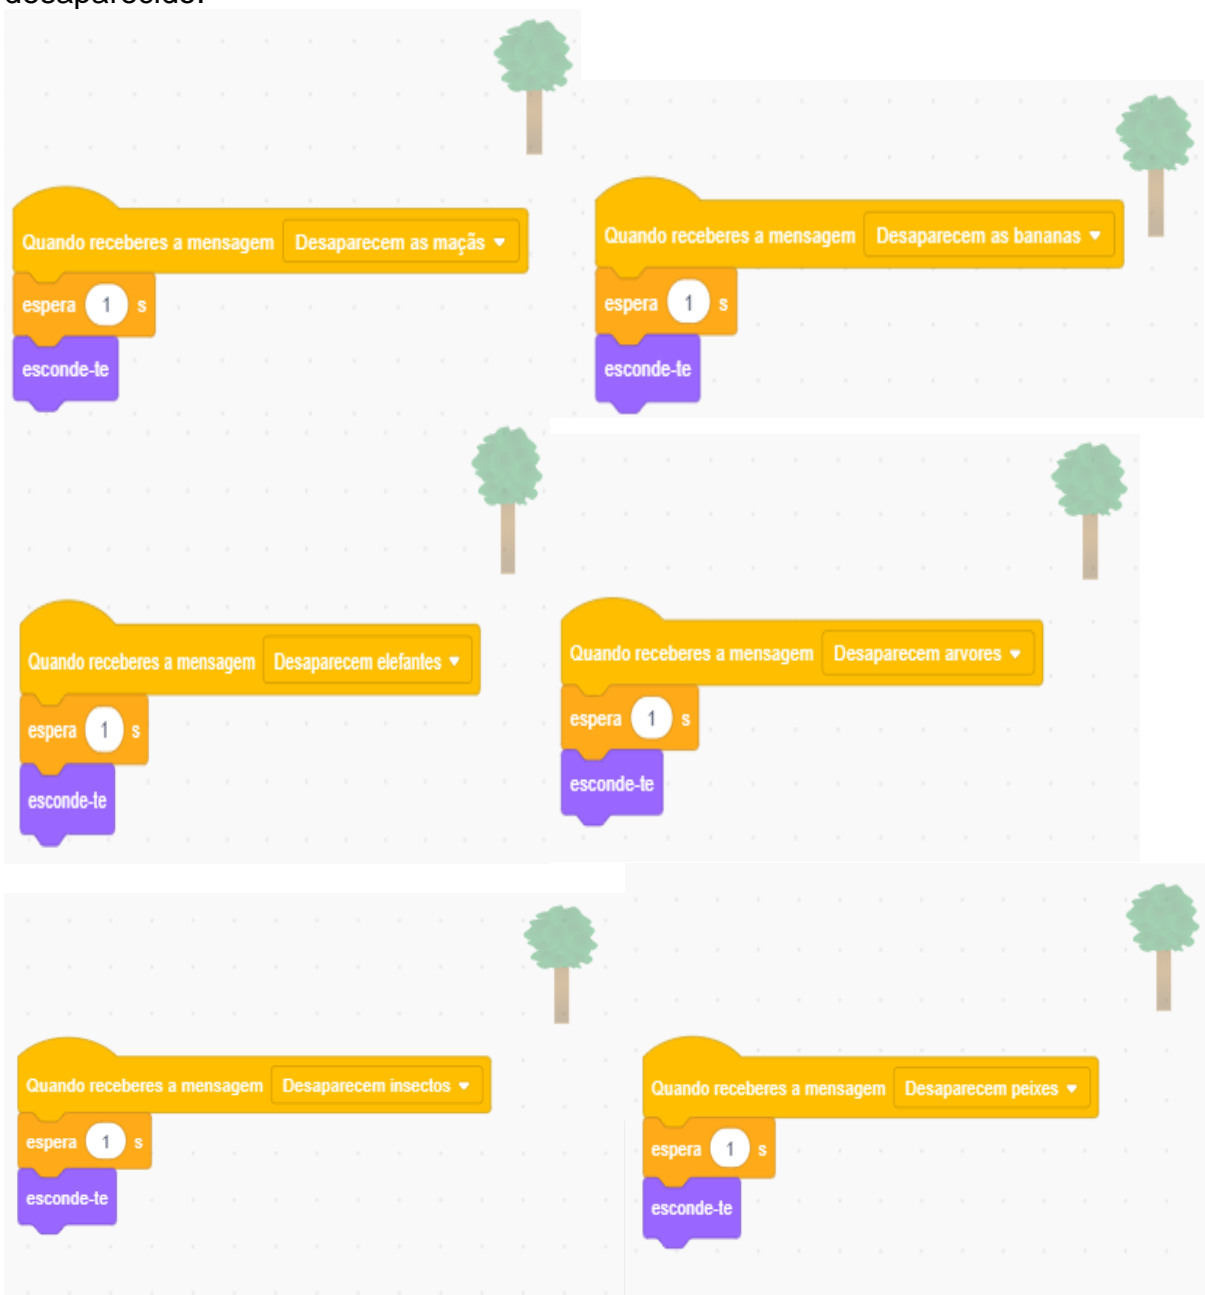 desaparecido.
Quando receberes a mensagem Desaparecem as maçãs
espera 1 s
esconde-te
Quando receberes a mensagem Desaparecem as bananas
espera 1 s
esconde-te
Quando receberes a mensagem Desaparecem elefantes
espera 1 s
esconde-te
Quando receberes a mensagem Desaparecem arvores
espera 1 s
esconde-te
Quando receberes a mensagem Desaparecem insectos
espera 1 s
esconde-te
Quando receberes a mensagem Desaparecem peixes
espera 1 s
esconde-te